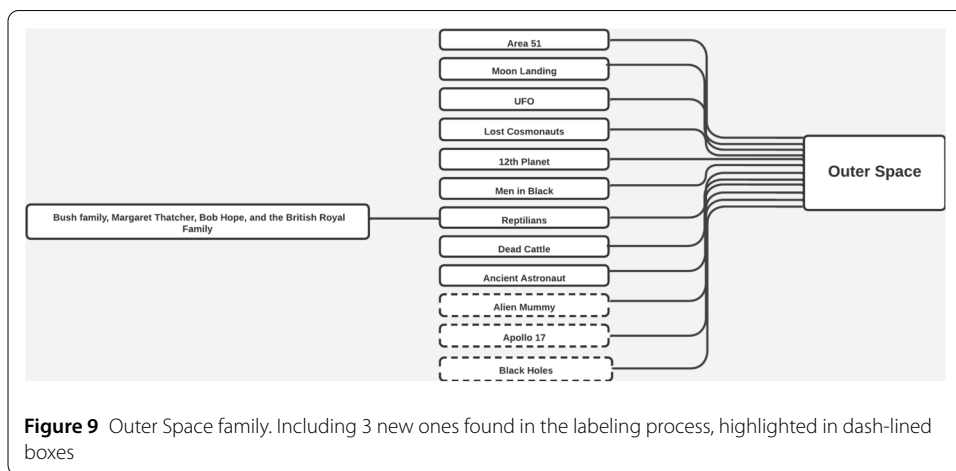 Area 51
Moon Landing
UFO
Lost Cosmonauts
12th Planet
Men in Black
Reptilians
Dead Cattle
Ancient Astronaut
Alien Mummy
Apollo 17
Black Holes
Outer Space
Bush family, Margaret Thatcher, Bob Hope, and the British Royal
Family
Figure 9 Outer Space family. Including 3 new ones found in the labeling process, highlighted in dash-lined
boxes